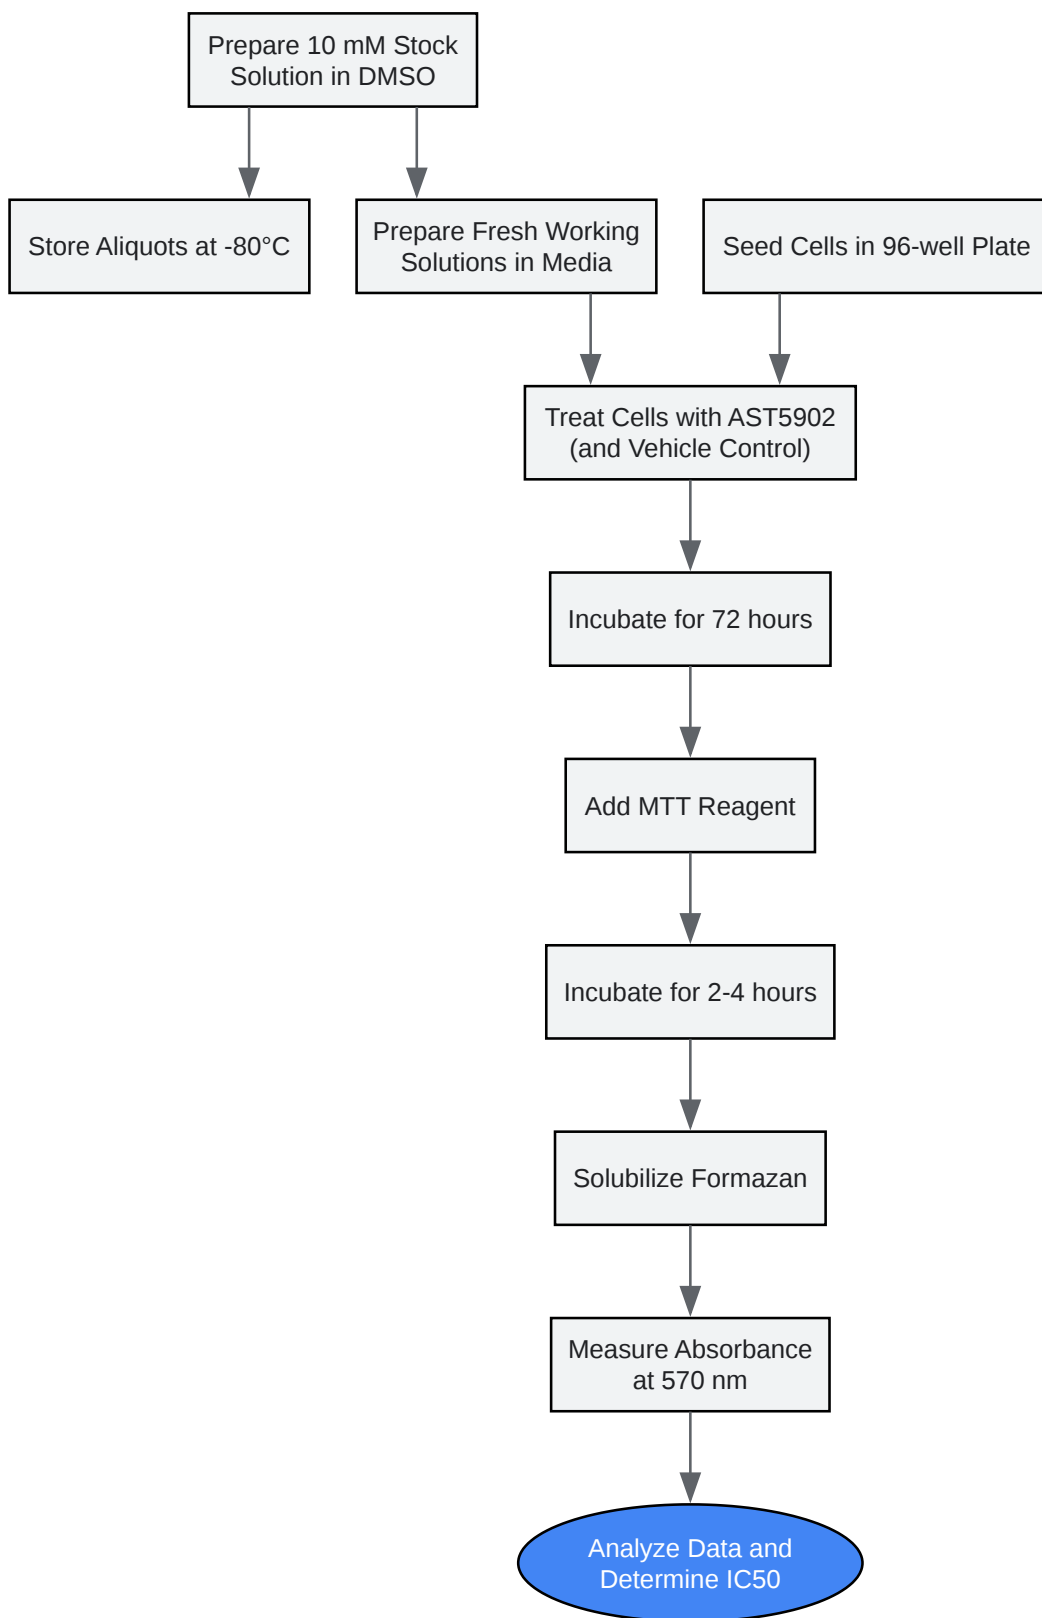 Prepare 10 mM Stock
Solution in DMSO
Store Aliquots at -80°C
Prepare Fresh Working
Solutions in Media
Seed Cells in 96-well Plate
Treat Cells with AST5902
(and Vehicle Control)
Incubate for 72 hours
Add MTT Reagent
Incubate for 2-4 hours
Solubilize Formazan
Measure Absorbance
at 570 nm
Analyze Data and
Determine IC50